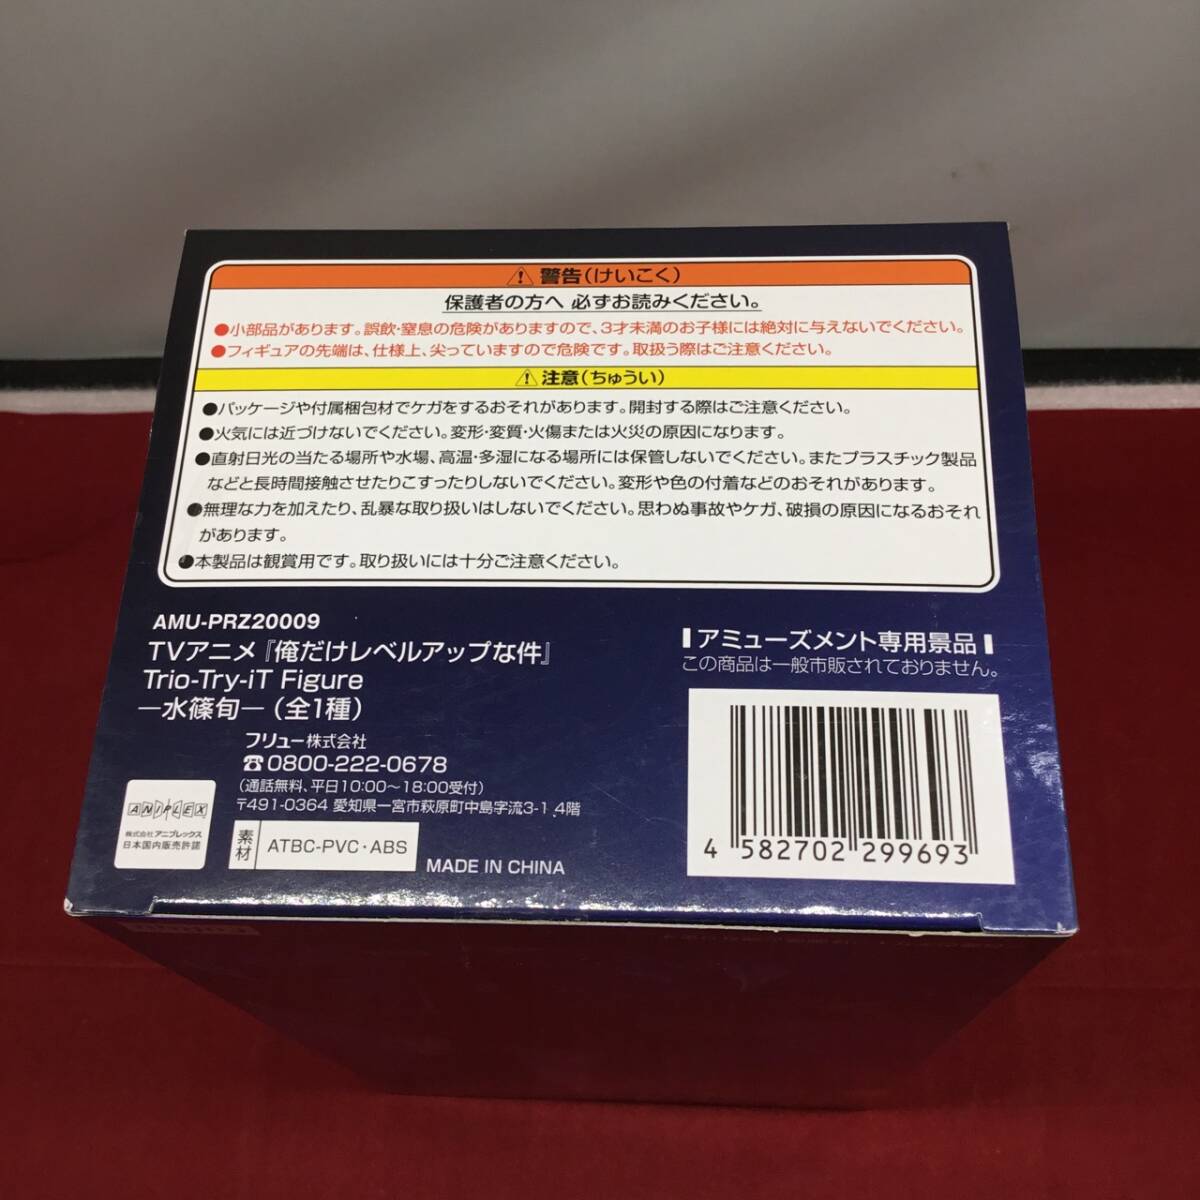 ⚠警告(けいこく)
保護者の方へ 必ずお読みください。
●小部品があります。誤飲・窒息の危険がありますので、3才未満のお子様には絶対に与えないでください。
●フィギュアの先端は、仕様上、尖っていますので危険です。取扱う際はご注意ください。
⚠注意(ちゅうい)
●パッケージや付属梱包材でケガをするおそれがあります。開封する際はご注意ください。
●火気には近づけないでください。変形・変質・火傷または火災の原因になります。
●直射日光の当たる場所や水場、高温・多湿になる場所には保管しないでください。またプラスチック製品
などと長時間接触させたりこすったりしないでください。変形や色の付着などのおそれがあります。
●無理な力を加えたり、乱暴な取り扱いはしないでください。思わぬ事故やケガ、破損の原因になるおそれ
があります。
●本製品は観賞用です。取り扱いには十分ご注意ください。
AMU-PRZ20009
TVアニメ『俺だけレベルアップな件』
Trio-Try-iT Figure
―水篠旬―(全1種)
フリュー株式会社
☎0800-222-0678
(通話無料、平日10:00～18:00受付)
〒491-0364 愛知県一宮市萩原町中島字流3-1 4階
ANIPLEX
株式会社アニプレックス
日本国内販売許諾
素材 ATBC-PVC・ABS
MADE IN CHINA
アミューズメント専用景品
この商品は一般市販されておりません。
4 582702 299693